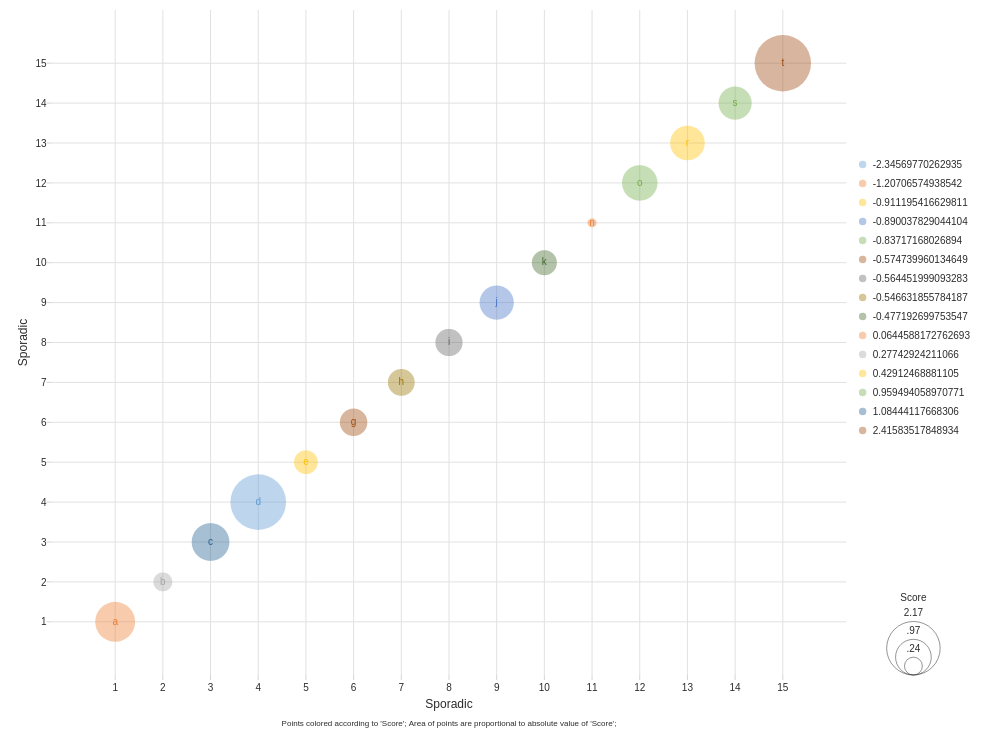 15
14
13
12
11
10
9
8
7
6
5
4
3
2
1
Sporadic
t
s
r
o
n
k
j
i
h
g
e
d
c
b
a
1 2 3 4 5 6 7 8 9 10 11 12 13 14 15
Sporadic
Points colored according to 'Score'; Area of points are proportional to absolute value of 'Score';
-2.34569770262935
-1.20706574938542
-0.911195416629811
-0.890037829044104
-0.83717168026894
-0.574739960134649
-0.564451999093283
-0.546631855784187
-0.477192699753547
0.0644588172762693
0.27742924211066
0.42912468881105
0.959494058970771
1.08444117668306
2.41583517848934
Score
2.17
.97
.24